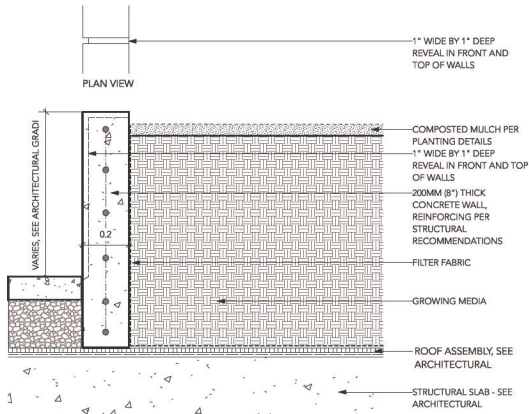 1" WIDE BY 1" DEEP
REVEAL IN FRONT AND
TOP OF WALLS
PLAN VIEW
VARIES, SEE ARCHITECTURAL GRADI
0.2
COMPOSTED MULCH PER
PLANTING DETAILS
1" WIDE BY 1" DEEP
REVEAL IN FRONT AND TOP
OF WALLS
200MM (8") THICK
CONCRETE WALL,
REINFORCING PER
STRUCTURAL
RECOMMENDATIONS
FILTER FABRIC
GROWING MEDIA
ROOF ASSEMBLY, SEE
ARCHITECTURAL
STRUCTURAL SLAB - SEE
ARCHITECTURAL